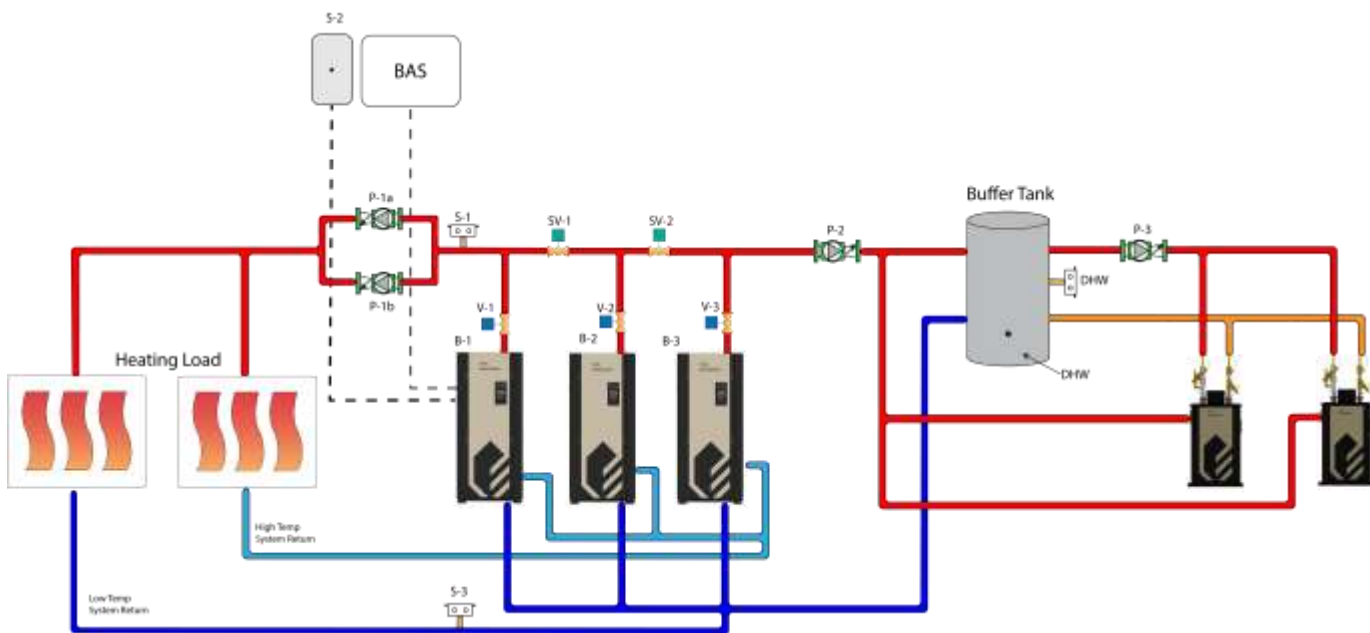 S-2
BAS
P-1a
S-1
SV-1
SV-2
P-2
Buffer Tank
P-3
DHW
P-1b
V-1
V-2
V-3
B-1
B-2
B-3
Heating Load
DHW
High Temp
System Return
Low Temp
System Return
S-3